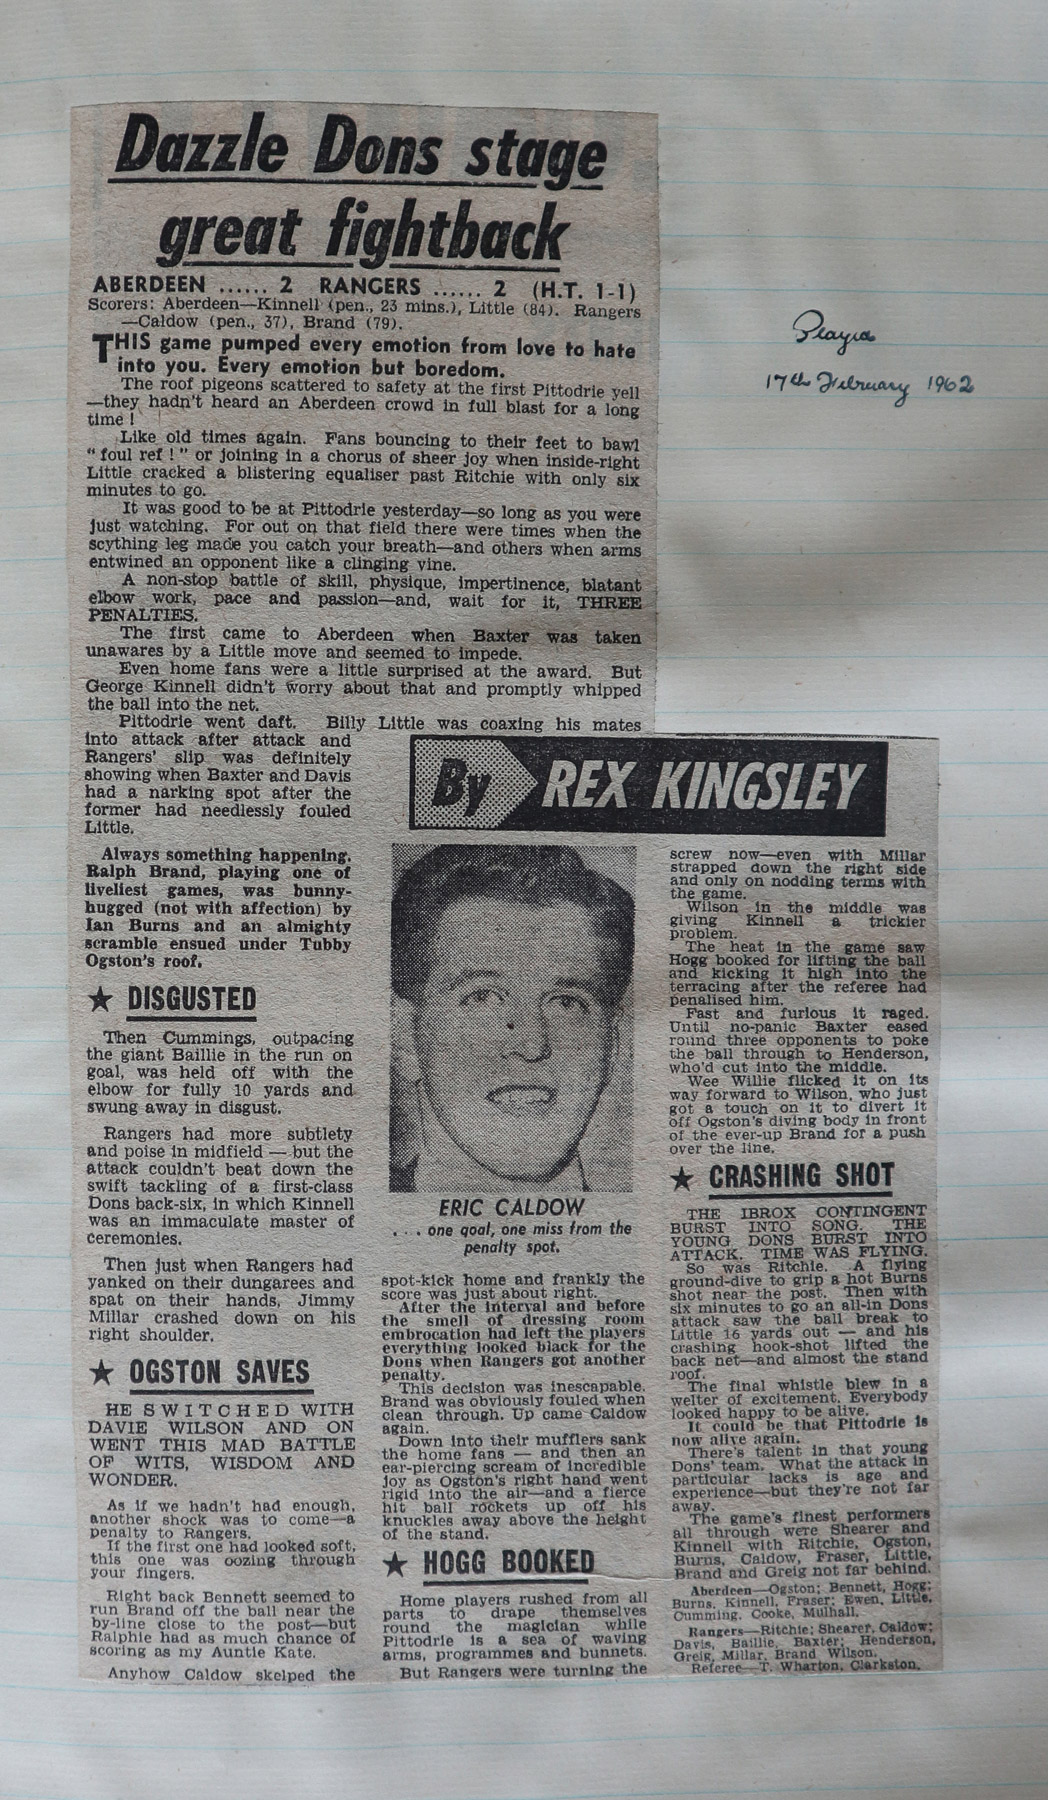 Dazzle Dons stage
great fightback
ABERDEEN ...... 2 RANGERS ...... 2 (H.T. 1-1)
Scorers: Aberdeen—Kinnell (pen., 23 mins.), Little (84). Rangers
—Caldow (pen., 37), Brand (79).
THIS game pumped every emotion from love to hate
into you. Every emotion but boredom.
The roof pigeons scattered to safety at the first Pittodrie yell
—they hadn't heard an Aberdeen crowd in full blast for a long
time !
Like old times again. Fans bouncing to their feet to bawl
" foul ref ! " or joining in a chorus of sheer joy when inside-right
Little cracked a blistering equaliser past Ritchie with only six
minutes to go.
It was good to be at Pittodrie yesterday—so long as you were
just watching. For out on that field there were times when the
scything leg made you catch your breath—and others when arms
entwined an opponent like a clinging vine.
A non-stop battle of skill, physique, impertinence, blatant
elbow work, pace and passion—and, wait for it, THREE
PENALTIES.
The first came to Aberdeen when Baxter was taken
unawares by a Little move and seemed to impede.
Even home fans were a little surprised at the award. But
George Kinnell didn't worry about that and promptly whipped
the ball into the net.
Pittodrie went daft. Billy Little was coaxing his mates
into attack after attack and
Rangers' slip was definitely
showing when Baxter and Davis
had a narking spot after the
former had needlessly fouled
Little.
Always something happening.
Ralph Brand, playing one of
liveliest games, was bunny-
hugged (not with affection) by
Ian Burns and an almighty
scramble ensued under Tubby
Ogston's roof.
★ DISGUSTED
Then Cummings, outpacing
the giant Baillie in the run on
goal, was held off with the
elbow for fully 10 yards and
swung away in disgust.
Rangers had more subtlety
and poise in midfield — but the
attack couldn't beat down the
swift tackling of a first-class
Dons back-six, in which Kinnell
was an immaculate master of
ceremonies.
Then just when Rangers had
yanked on their dungarees and
spat on their hands, Jimmy
Millar crashed down on his
right shoulder.
★ OGSTON SAVES
HE SWITCHED WITH
DAVIE WILSON AND ON
WENT THIS MAD BATTLE
OF WITS, WISDOM AND
WONDER.
As if we hadn't had enough,
another shock was to come—a
penalty to Rangers.
If the first one had looked soft,
this one was oozing through
your fingers.
Right back Bennett seemed to
run Brand off the ball near the
by-line close to the post—but
Ralphie had as much chance of
scoring as my Auntie Kate.
Anyhow Caldow skelped the
By REX KINGSLEY
ERIC CALDOW
. . . one goal, one miss from the
penalty spot.
spot-kick home and frankly the
score was just about right.
After the interval and before
the smell of dressing room
embrocation had left the players
everything looked black for the
Dons when Rangers got another
penalty.
This decision was inescapable.
Brand was obviously fouled when
clean through. Up came Caldow
again.
Down into their mufflers sank
the home fans — and then an
ear-piercing scream of incredible
joy as Ogston's right hand went
rigid into the air—and a fierce
hit ball rockets up off his
knuckles away above the height
of the stand.
★ HOGG BOOKED
Home players rushed from all
parts to drape themselves
round the magician while
Pittodrie is a sea of waving
arms, programmes and bunnets.
But Rangers were turning the
screw now—even with Millar
strapped down the right side
and only on nodding terms with
the game.
Wilson in the middle was
giving Kinnell a trickier
problem.
The heat in the game saw
Hogg booked for lifting the ball
and kicking it high into the
terracing after the referee had
penalised him.
Fast and furious it raged.
Until no-panic Baxter eased
round three opponents to poke
the ball through to Henderson,
who'd cut into the middle.
Wee Willie flicked it on its
way forward to Wilson, who just
got a touch on it to divert it
off Ogston's diving body in front
of the ever-up Brand for a push
over the line.
★ CRASHING SHOT
THE IBROX CONTINGENT
BURST INTO SONG. THE
YOUNG DONS BURST INTO
ATTACK. TIME WAS FLYING.
So was Ritchie. A flying
ground-dive to grip a hot Burns
shot near the post. Then with
six minutes to go an all-in Dons
attack saw the ball break to
Little 16 yards out — and his
crashing hook-shot lifted the
back net—and almost the stand
roof.
The final whistle blew in a
welter of excitement. Everybody
looked happy to be alive.
It could be that Pittodrie is
now alive again.
There's talent in that young
Dons' team. What the attack in
particular lacks is age and
experience—but they're not far
away.
The game's finest performers
all through were Shearer and
Kinnell with Ritchie, Ogston,
Burns, Caldow, Fraser, Little,
Brand and Greig not far behind.
Aberdeen—Ogston; Bennett, Hogg;
Burns, Kinnell, Fraser; Ewen, Little,
Cumming, Cooke, Mulhall.
Rangers—Ritchie; Shearer, Caldow;
Davis, Baillie, Baxter; Henderson,
Greig, Millar, Brand Wilson.
Referee—T. Wharton, Clarkston.
Played
17th February 1962